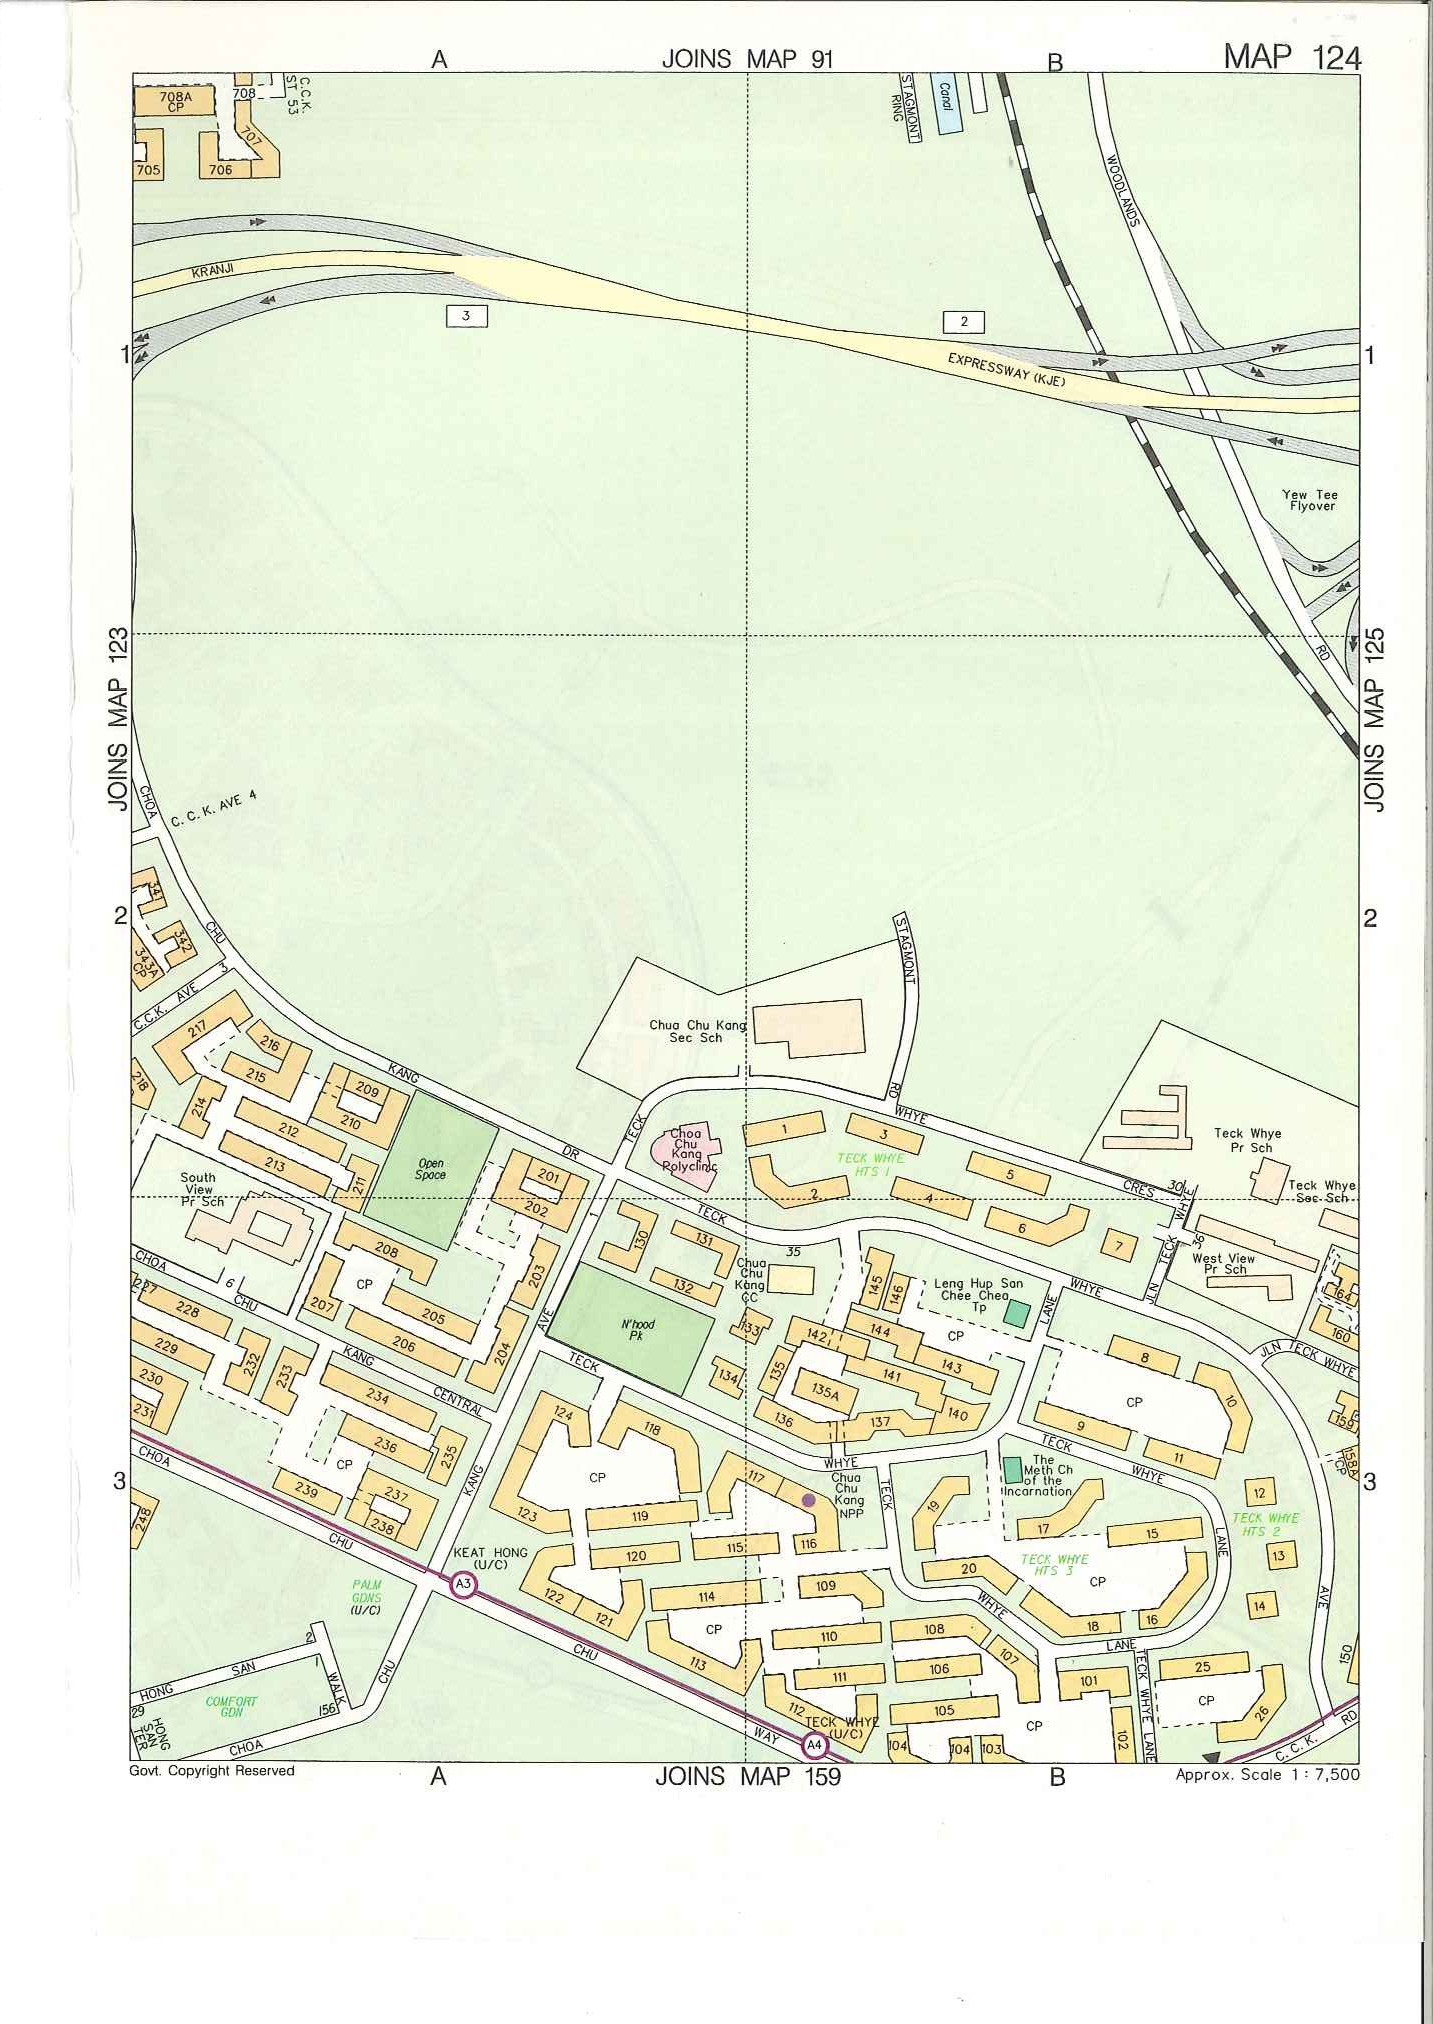 A
JOINS MAP 91
B
MAP 124
708A
CP
708
C.C.K.
ST 53
707
705
706
STAGMONT
RING
Canal
WOODLANDS
KRANJI
3
2
EXPRESSWAY (KJE)
1
1
Yew Tee
Flyover
JOINS MAP 123
RD
JOINS MAP 125
CHOA
C. C. K. AVE 4
2
2
341
342
343A
CP
CHU
3
C.C.K. AVE
STAGMONT
RD
Chua Chu Kang
Sec Sch
217
216
215
218
214
209
210
212
213
211
KANG
DR
TECK
WHYE
CRES
Open
Space
Choa
Chu
Kang
Polyclinic
1
3
TECK WHYE
HTS 1
5
2
4
6
7
30
36
JLN TECK WHYE
Teck Whye
Pr Sch
Teck Whye
Sec Sch
West View
Pr Sch
South
View
Pr Sch
201
202
203
204
1
208
CP
207
205
206
CHOA
CHU
KANG
CENTRAL
6
227
228
229
230
231
232
233
234
235
236
CP
237
238
239
248
TECK
WHYE
130
131
132
133
134
135
135A
136
137
140
141
142
143
144
145
146
35
Chua
Chu
Kang
CC
N'hood
Pk
Leng Hup San
Chee Chea
Tp
CP
LANE
164
160
159
158A
CP
JLN TECK WHYE
8
CP
9
10
11
TECK
WHYE
LANE
The
Meth Ch
of the
Incarnation
AVE
TECK
WHYE
124
118
CP
123
119
120
122
121
117
Chua
Chu
Kang
NPP
116
115
114
CP
113
109
110
111
112
TECK
WHYE
LANE
19
17
15
TECK WHYE
HTS 3
20
CP
18
16
12
TECK WHYE
HTS 2
13
14
AVE
150
3
3
CHOA
CHU
KANG
KEAT HONG
(U/C)
A3
CHU
WAY
TECK WHYE
(U/C)
A4
PALM
GDNS
(U/C)
2
HONG
SAN
WALK
156
29
HONG
SAN
TER
COMFORT
GDN
CHOA
CHU
108
107
106
105
104
104
103
CP
101
102
TECK WHYE LANE
25
CP
26
C. C. K.
RD
Govt. Copyright Reserved
A
JOINS MAP 159
B
Approx. Scale 1 : 7,500